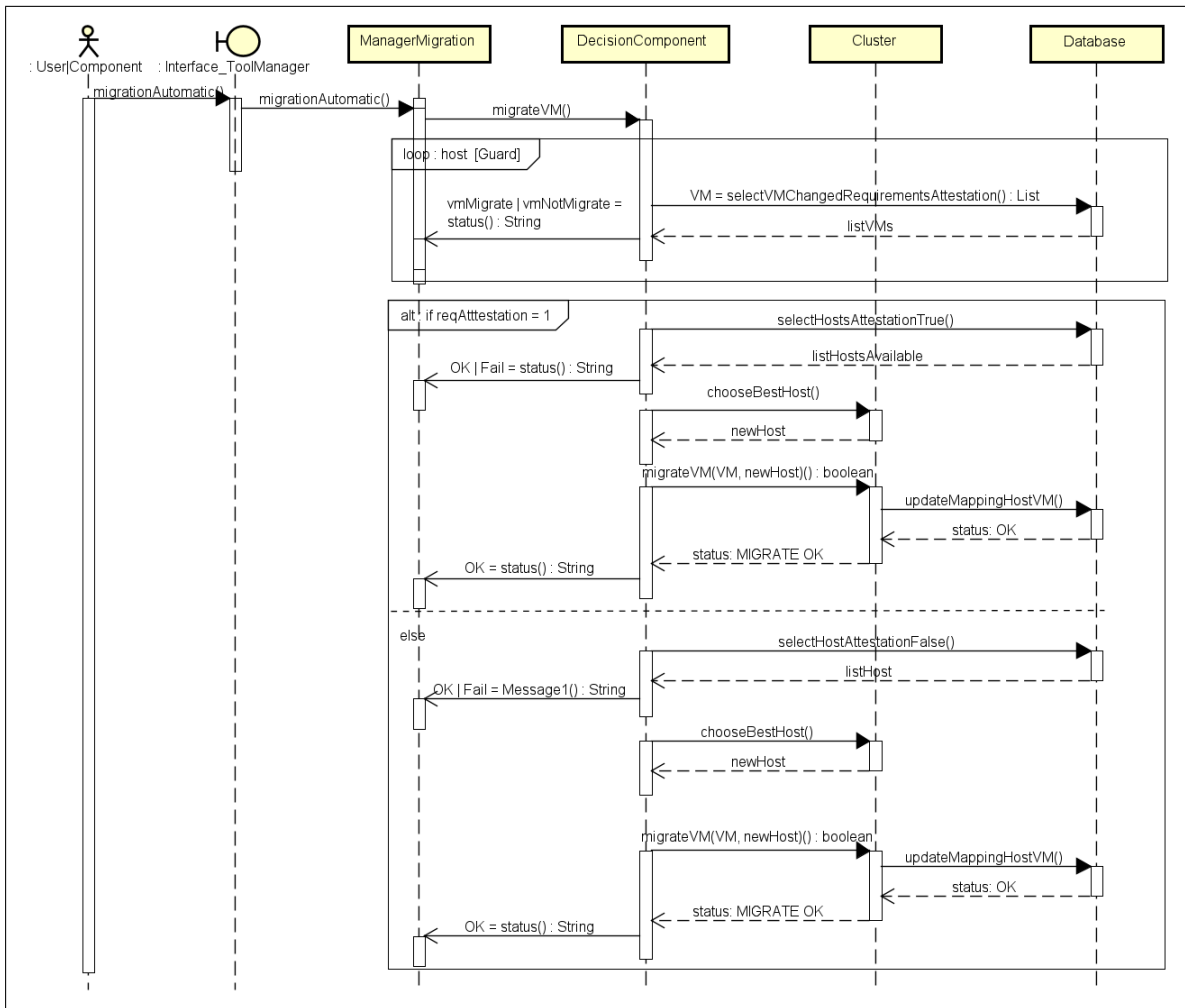 : User|Component
: Interface_ToolManager
ManagerMigration
DecisionComponent
Cluster
Database
migrationAutomatic()
migrationAutomatic()
migrateVM()
loop : host [Guard]
VM = selectVMChangedRequirementsAttestation() : List
vmMigrate | vmNotMigrate =
status() : String
listVMs
alt : if reqAtttestation = 1
selectHostsAttestationTrue()
listHostsAvailable
OK | Fail = status() : String
chooseBestHost()
newHost
migrateVM(VM, newHost)() : boolean
updateMappingHostVM()
status: OK
status: MIGRATE OK
OK = status() : String
else
selectHostAttestationFalse()
listHost
OK | Fail = Message1() : String
chooseBestHost()
newHost
migrateVM(VM, newHost)() : boolean
updateMappingHostVM()
status: OK
status: MIGRATE OK
OK = status() : String